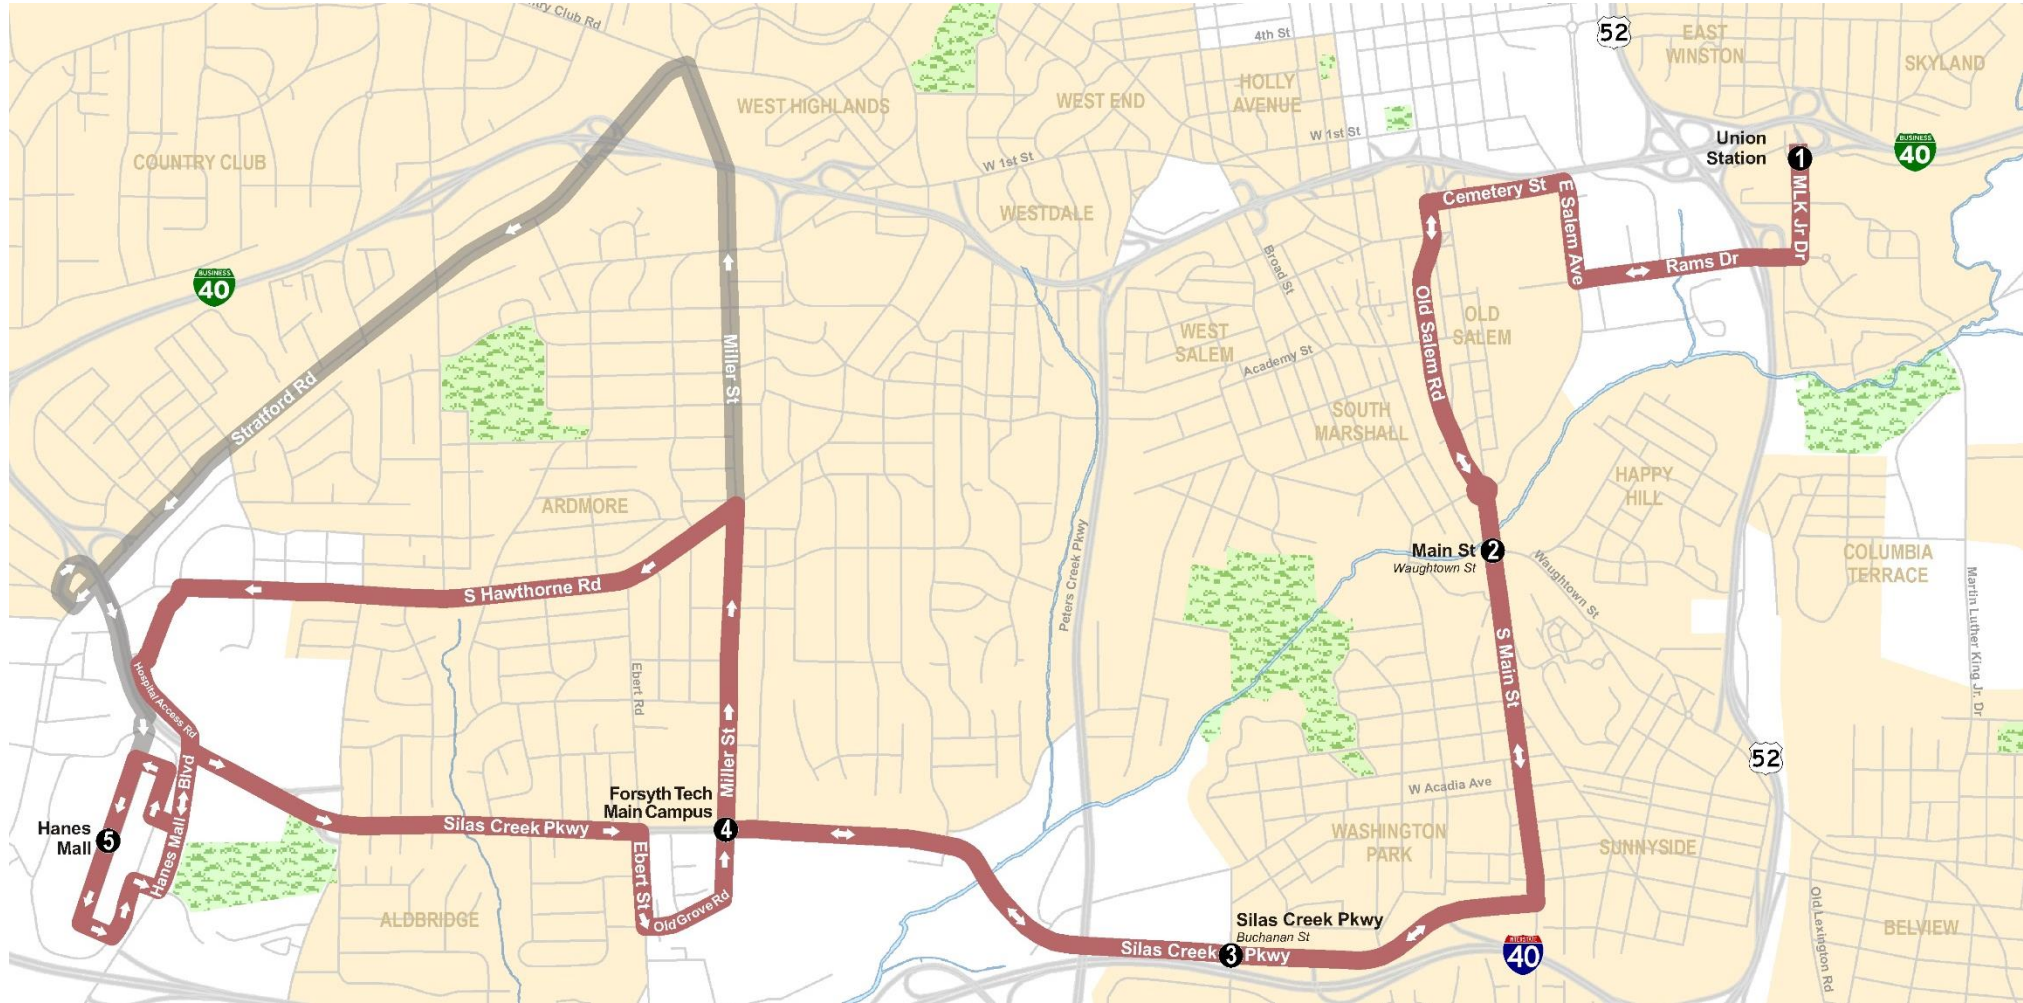 ry Club Rd
4th St
52
EAST
WINSTON
SKYLAND
HOLLY
AVENUE
WEST HIGHLANDS
WEST END
COUNTRY CLUB
W 1st St
W 1st St
Union
Station
1
BUSINESS
40
MLK Jr Dr
Cemetery St
E Salem Ave
Rams Dr
WESTDALE
Broad St
BUSINESS
40
Old Salem Rd
OLD
SALEM
WEST
SALEM
Academy St
Miller St
Stratford Rd
SOUTH
MARSHALL
HAPPY
HILL
ARDMORE
Peters Creek Pkwy
Main St
Waughtown St
2
Waughtown St
COLUMBIA
TERRACE
Martin Luther King Jr. Dr
S Hawthorne Rd
Hospital Access Rd
Ebert Rd
S Main St
52
Hanes Mall Blvd
Forsyth Tech
Main Campus
4
Miller St
W Acadia Ave
Hanes
Mall
5
Silas Creek Pkwy
WASHINGTON
PARK
SUNNYSIDE
Hanes Mall
Ebert St
Old Grove Rd
ALDBRIDGE
Silas Creek Pkwy
Buchanan St
Silas Creek
3
Pkwy
INTERSTATE
40
Old Lexington Rd
BELVIEW